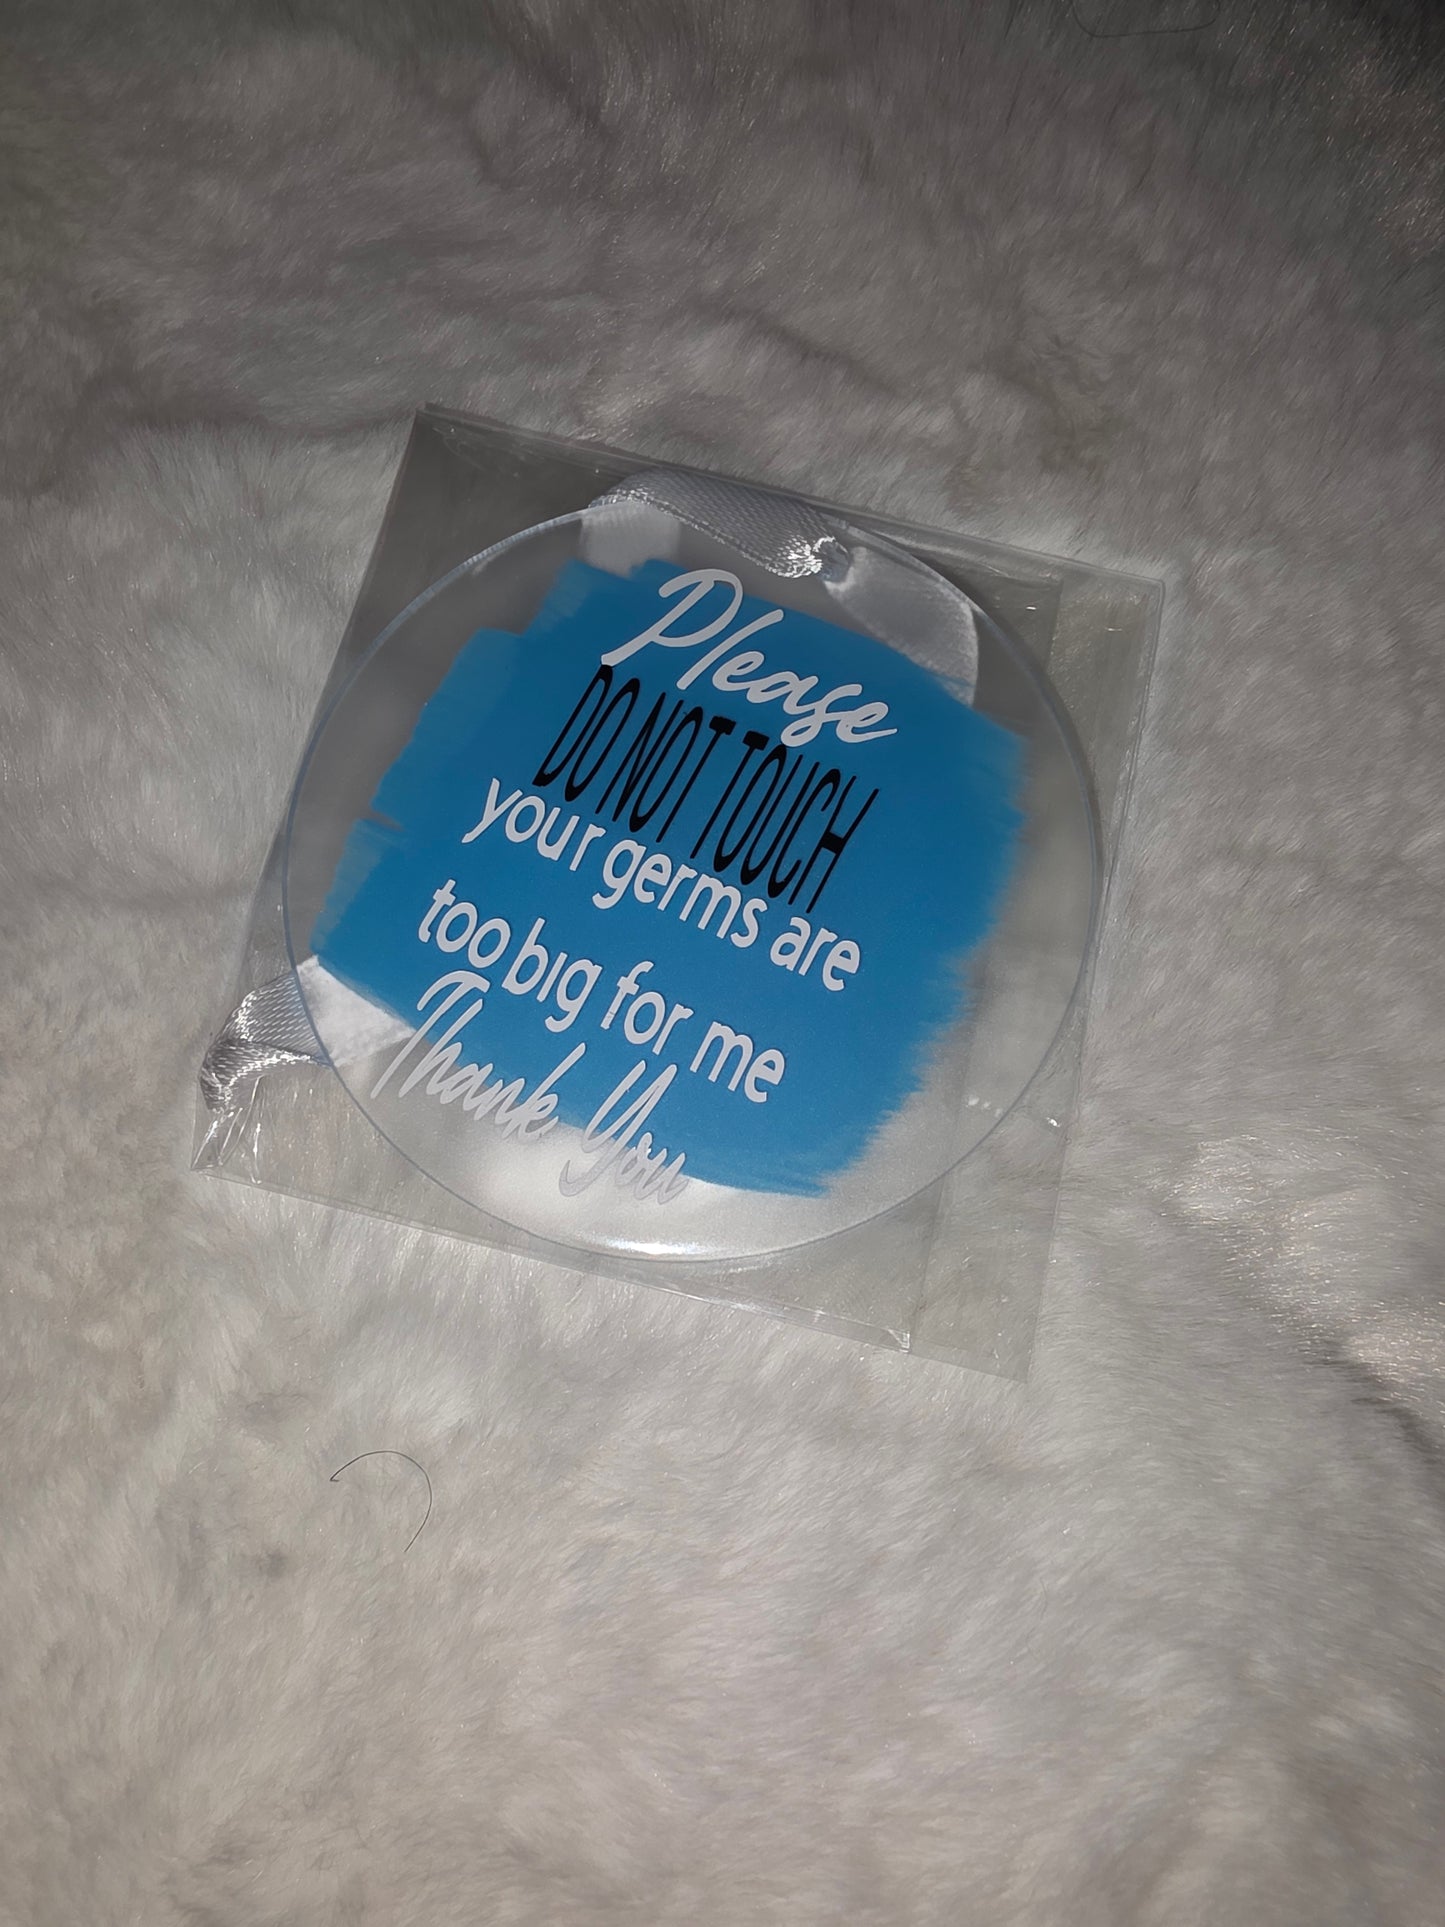 Please
DO NOT TOUCH
your germs are
too big for me
Thank You